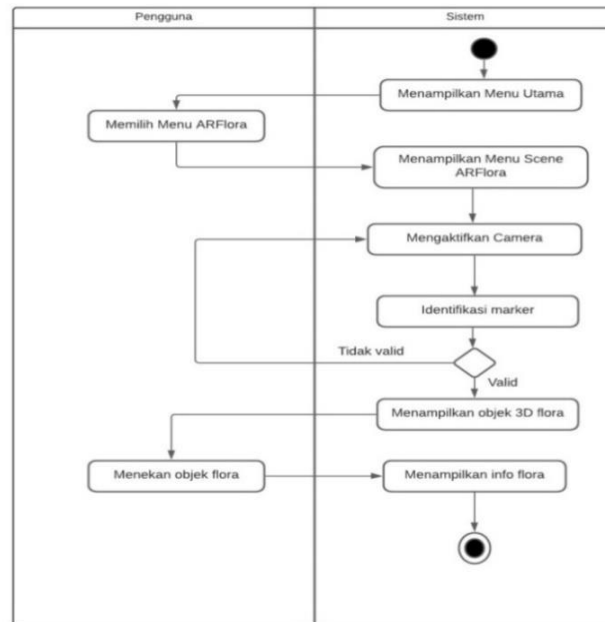 Pengguna
Sistem
Menampilkan Menu Utama
Memilih Menu ARFlora
Menampilkan Menu Scene
ARFlora
Mengaktifkan Camera
Identifikasi marker
Tidak valid
Valid
Menampilkan objek 3D flora
Menekan objek flora
Menampilkan info flora